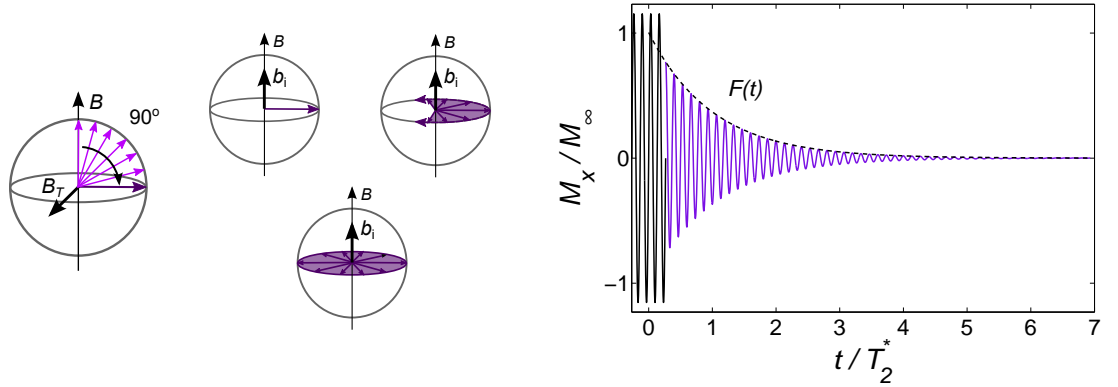 B
90°
B_T
B
b_i
B
b_i
B
b_i
M_x / M_∞
1
0
−1
F(t)
0 1 2 3 4 5 6 7
t / T_2^*